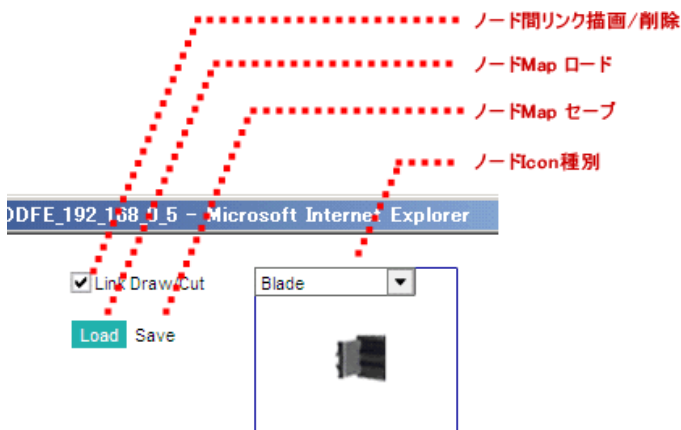 ノード間リンク描画/削除
ノードMap ロード
ノードMap セーブ
ノードIcon種別
DDFE_192_168_0_5 - Microsoft Internet Explorer
Link Draw/Cut
Blade
Load Save